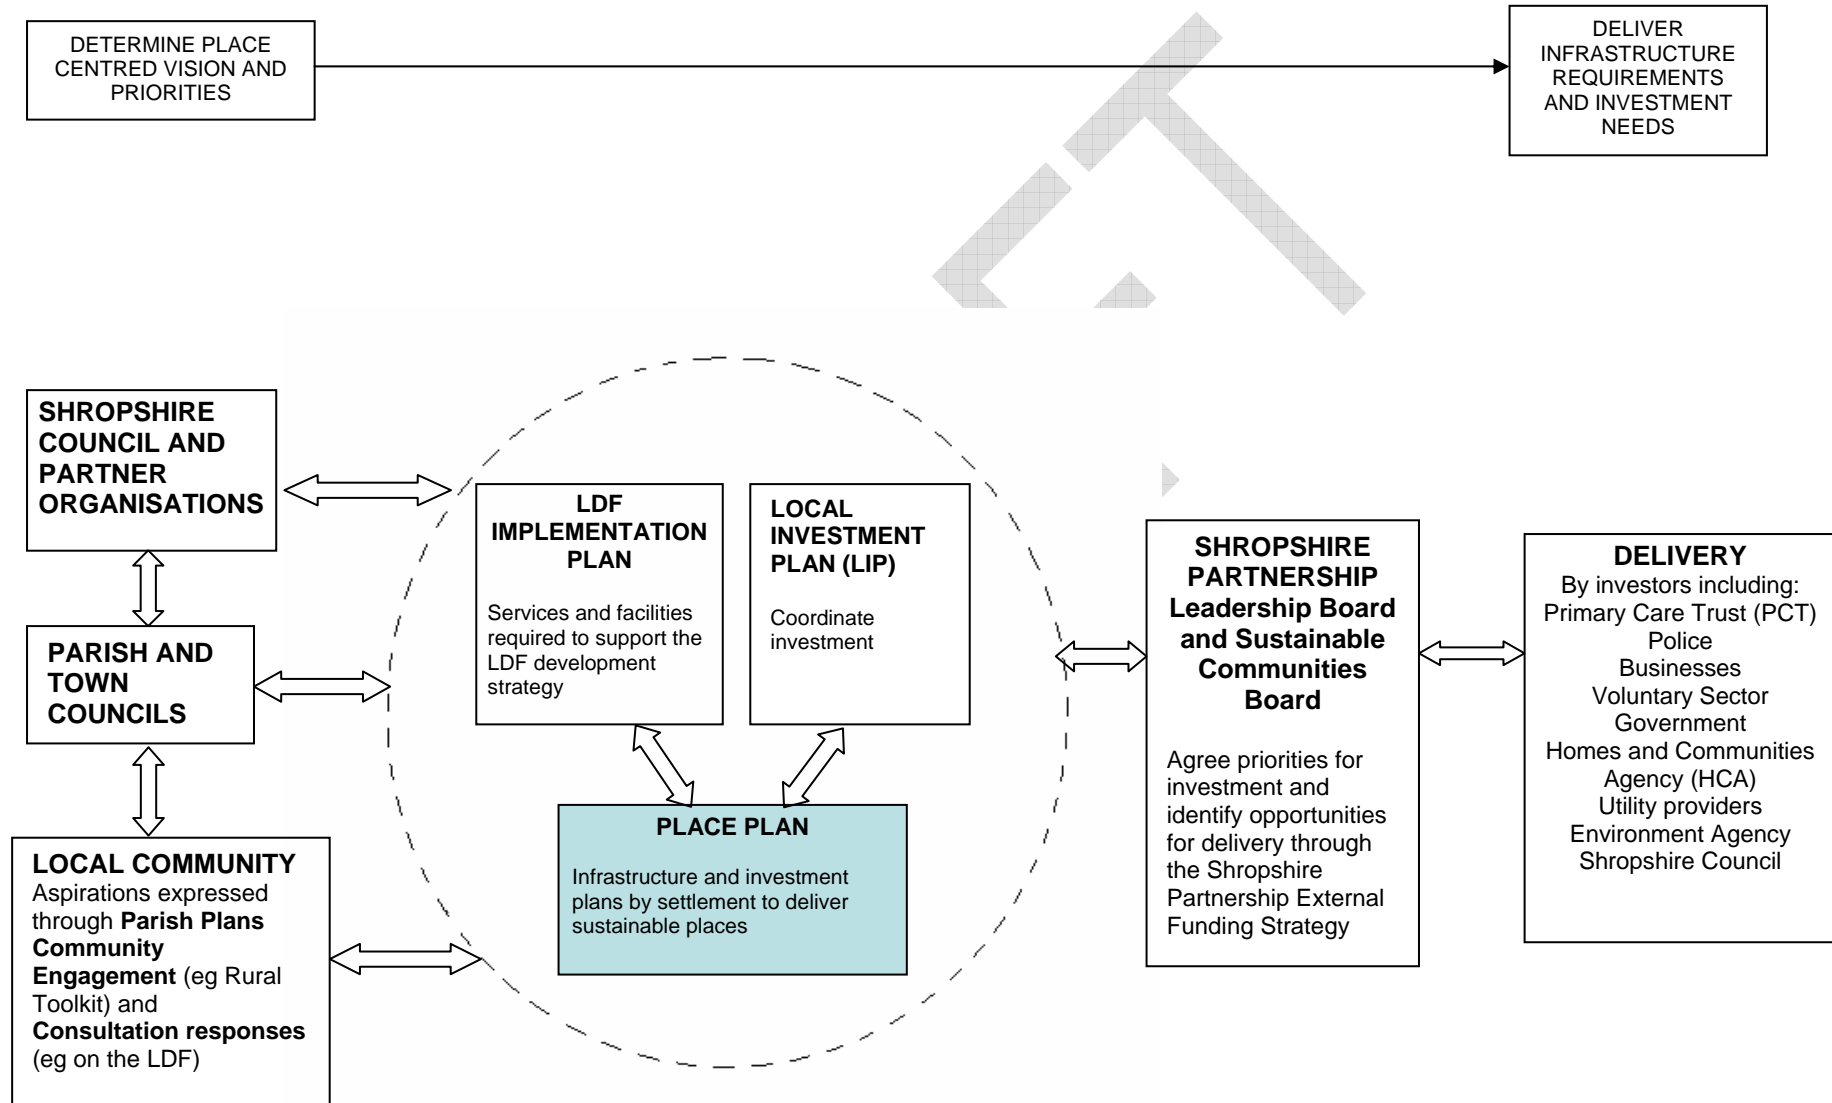 DETERMINE PLACE
CENTRED VISION AND
PRIORITIES
DELIVER
INFRASTRUCTURE
REQUIREMENTS
AND INVESTMENT
NEEDS
SHROPSHIRE
COUNCIL AND
PARTNER
ORGANISATIONS
PARISH AND
TOWN
COUNCILS
LOCAL COMMUNITY
Aspirations expressed
through Parish Plans
Community
Engagement (eg Rural
Toolkit) and
Consultation responses
(eg on the LDF)
LDF
IMPLEMENTATION
PLAN
Services and facilities
required to support the
LDF development
strategy
LOCAL
INVESTMENT
PLAN (LIP)
Coordinate
investment
PLACE PLAN
Infrastructure and investment
plans by settlement to deliver
sustainable places
SHROPSHIRE
PARTNERSHIP
Leadership Board
and Sustainable
Communities
Board
Agree priorities for
investment and
identify opportunities
for delivery through
the Shropshire
Partnership External
Funding Strategy
DELIVERY
By investors including:
Primary Care Trust (PCT)
Police
Businesses
Voluntary Sector
Government
Homes and Communities
Agency (HCA)
Utility providers
Environment Agency
Shropshire Council